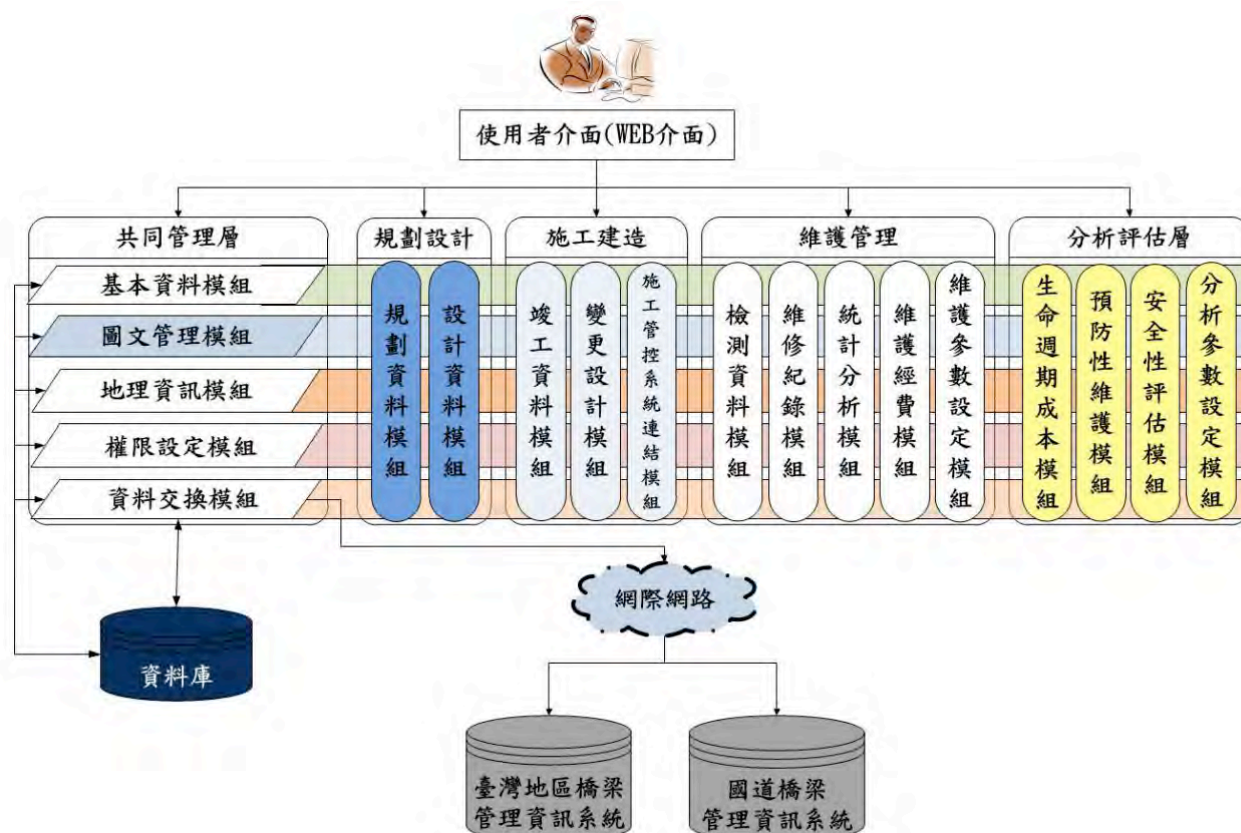 使用者介面(WEB介面)
共同管理層
規劃設計
施工建造
維護管理
分析評估層
基本資料模組
圖文管理模組
地理資訊模組
權限設定模組
資料交換模組
規劃資料模組
設計資料模組
竣工資料模組
變更設計模組
施工管控系統連結模組
檢測資料模組
維修紀錄模組
統計分析模組
維護經費模組
維護參數設定模組
生命週期成本模組
預防性維護模組
安全性評估模組
分析參數設定模組
網際網路
資料庫
臺灣地區橋梁
管理資訊系統
國道橋梁
管理資訊系統